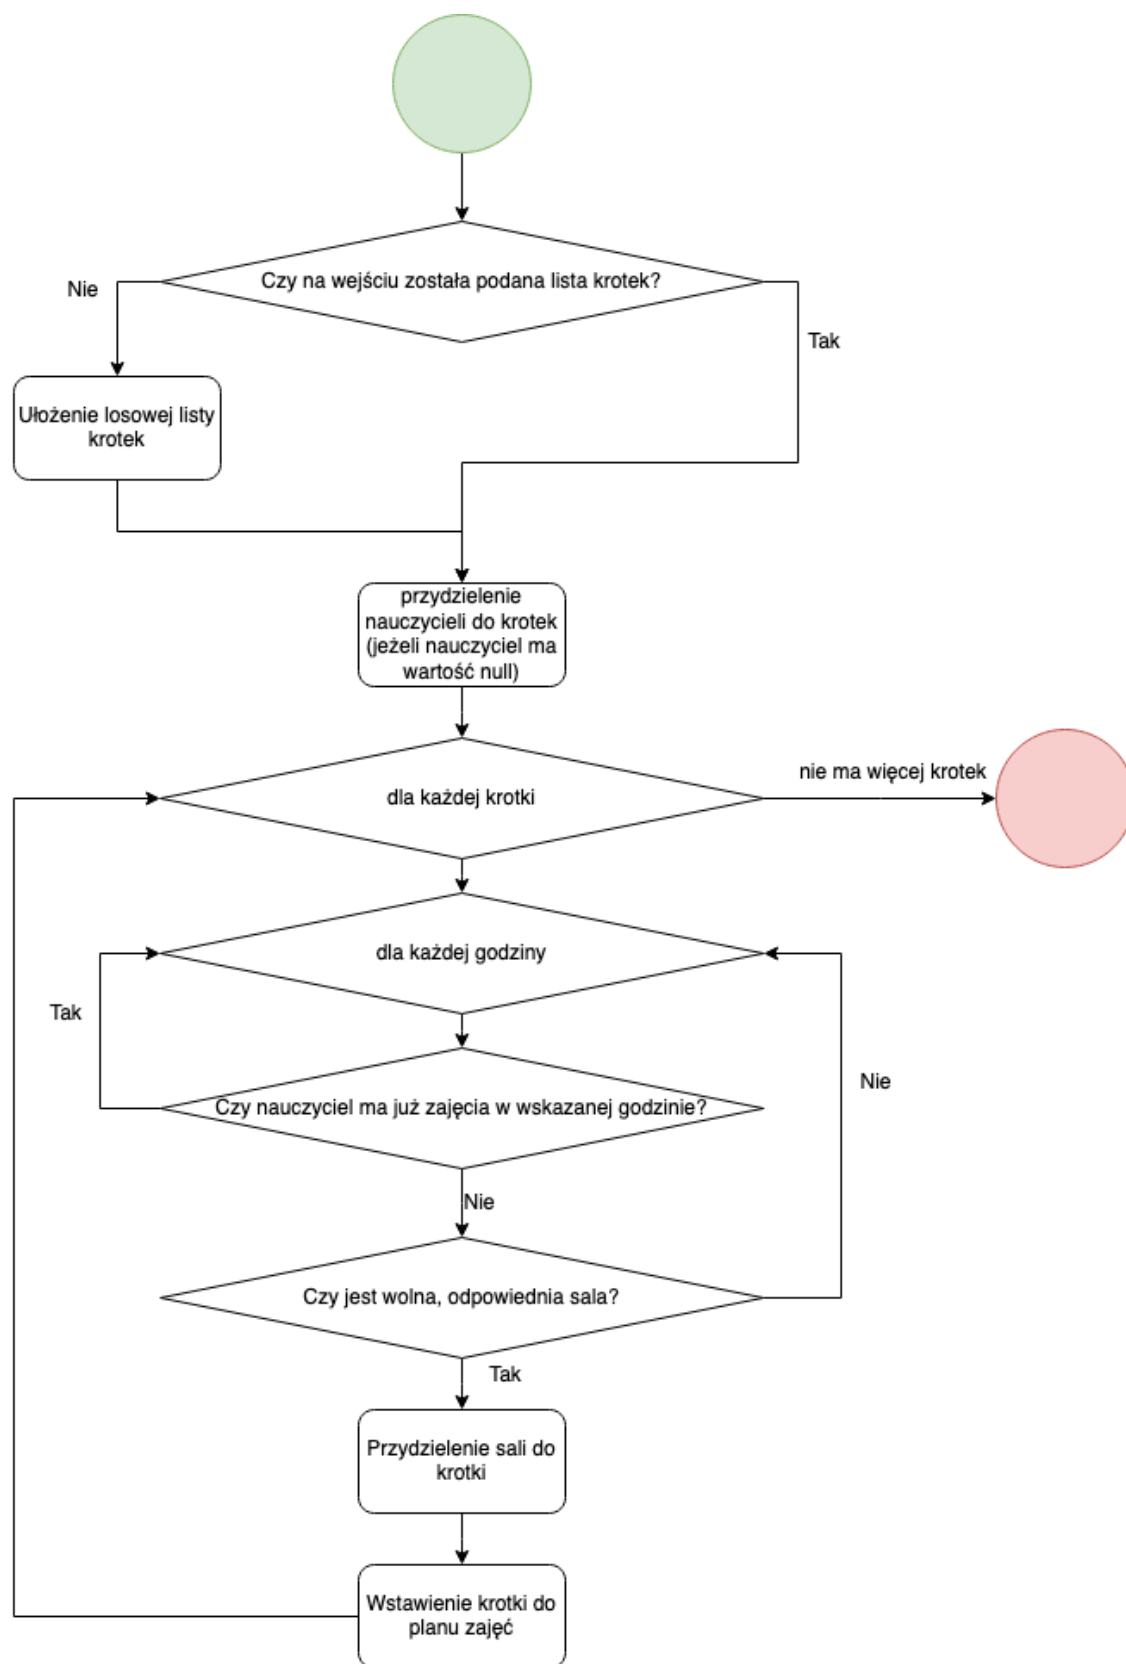 Czy na wejściu została podana lista krotek?
Nie
Tak
Ułożenie losowej listy
krotek
przydzielenie
nauczycieli do krotek
(jeżeli nauczyciel ma
wartość null)
nie ma więcej krotek
dla każdej krotki
dla każdej godziny
Tak
Nie
Czy nauczyciel ma już zajęcia w wskazanej godzinie?
Nie
Czy jest wolna, odpowiednia sala?
Tak
Przydzielenie sali do
krotki
Wstawienie krotki do
planu zajęć